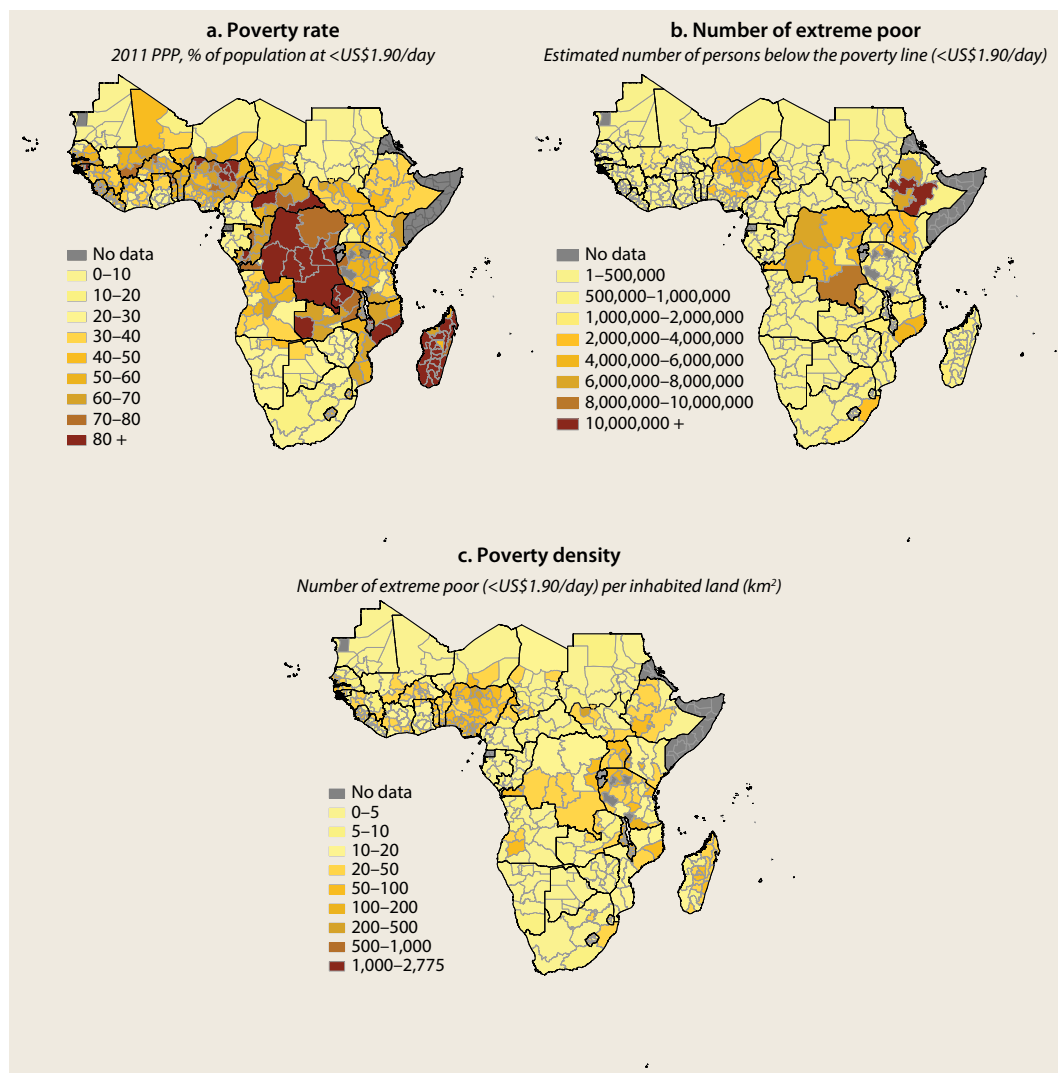 a. Poverty rate
2011 PPP, % of population at <US$1.90/day
No data
0–10
10–20
20–30
30–40
40–50
50–60
60–70
70–80
80 +
b. Number of extreme poor
Estimated number of persons below the poverty line (<US$1.90/day)
No data
1–500,000
500,000–1,000,000
1,000,000–2,000,000
2,000,000–4,000,000
4,000,000–6,000,000
6,000,000–8,000,000
8,000,000–10,000,000
10,000,000 +
c. Poverty density
Number of extreme poor (<US$1.90/day) per inhabited land (km²)
No data
0–5
5–10
10–20
20–50
50–100
100–200
200–500
500–1,000
1,000–2,775